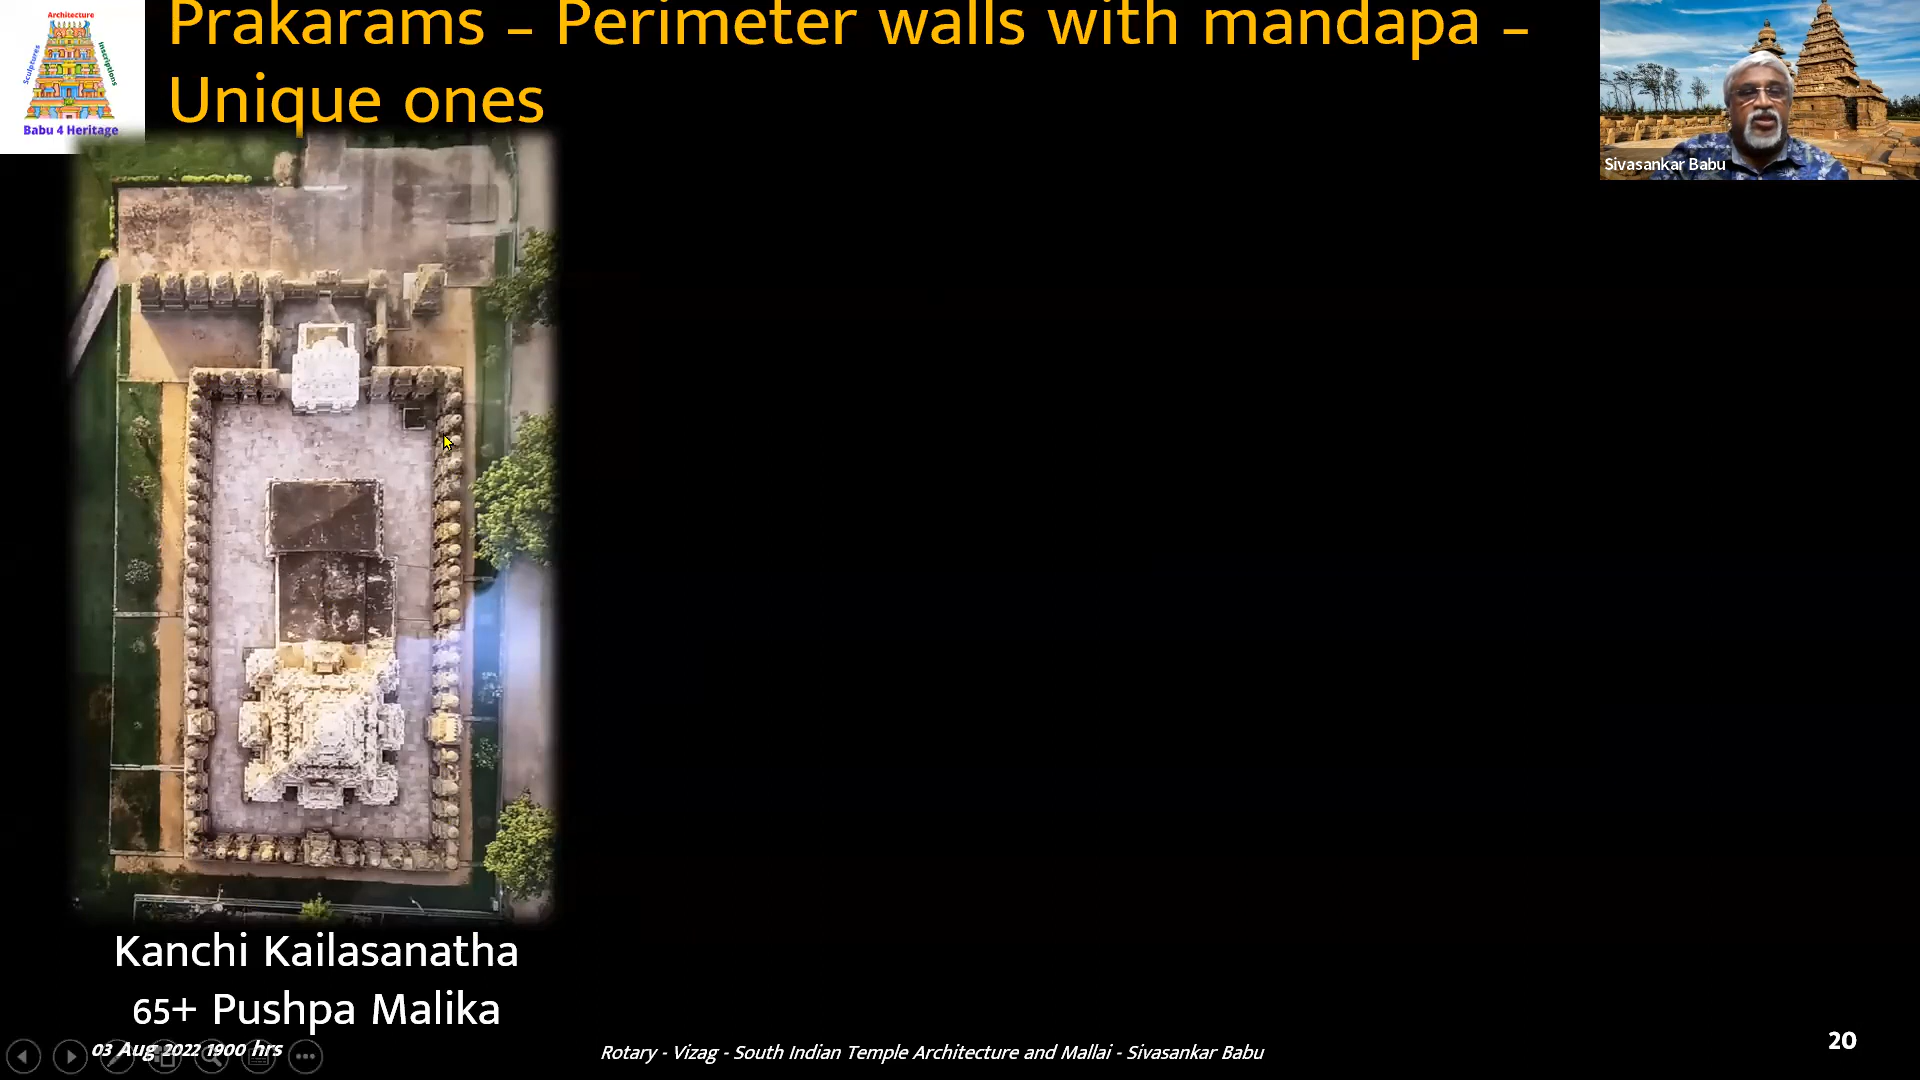 Architecture
Sculptures
Inscriptions
Babu 4 Heritage
Prakarams – Perimeter walls with mandapa –
Unique ones
Sivasankar Babu
Kanchi Kailasanatha
65+ Pushpa Malika
03 Aug 2022 1900 hrs
Rotary - Vizag - South Indian Temple Architecture and Mallai - Sivasankar Babu
20